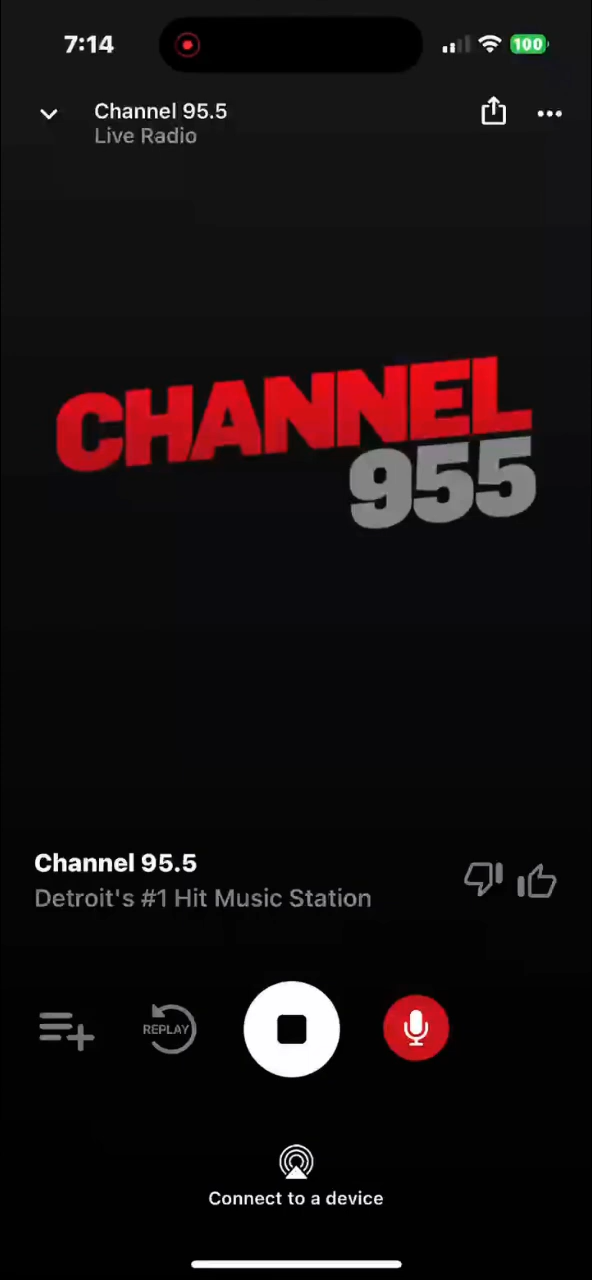 7:14
100
Channel 95.5
Live Radio
CHANNEL
955
Channel 95.5
Detroit's #1 Hit Music Station
REPLAY
Connect to a device